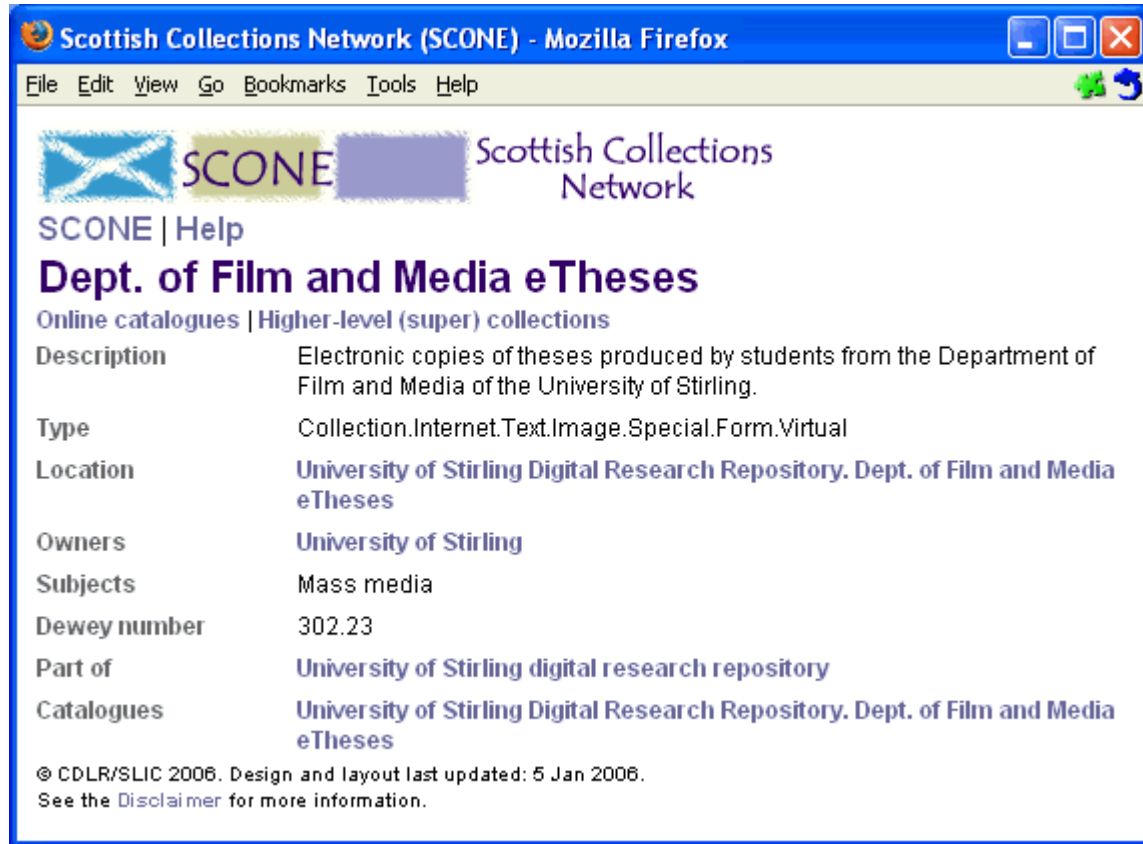 Scottish Collections Network (SCONE) - Mozilla Firefox
File Edit View Go Bookmarks Tools Help
SCONE Scottish Collections
Network
SCONE | Help
Dept. of Film and Media eTheses
Online catalogues | Higher-level (super) collections
Description Electronic copies of theses produced by students from the Department of
Film and Media of the University of Stirling.
Type Collection.Internet.Text.Image.Special.Form.Virtual
Location University of Stirling Digital Research Repository. Dept. of Film and Media
eTheses
Owners University of Stirling
Subjects Mass media
Dewey number 302.23
Part of University of Stirling digital research repository
Catalogues University of Stirling Digital Research Repository. Dept. of Film and Media
eTheses
© CDLR/SLIC 2006. Design and layout last updated: 5 Jan 2006.
See the Disclaimer for more information.